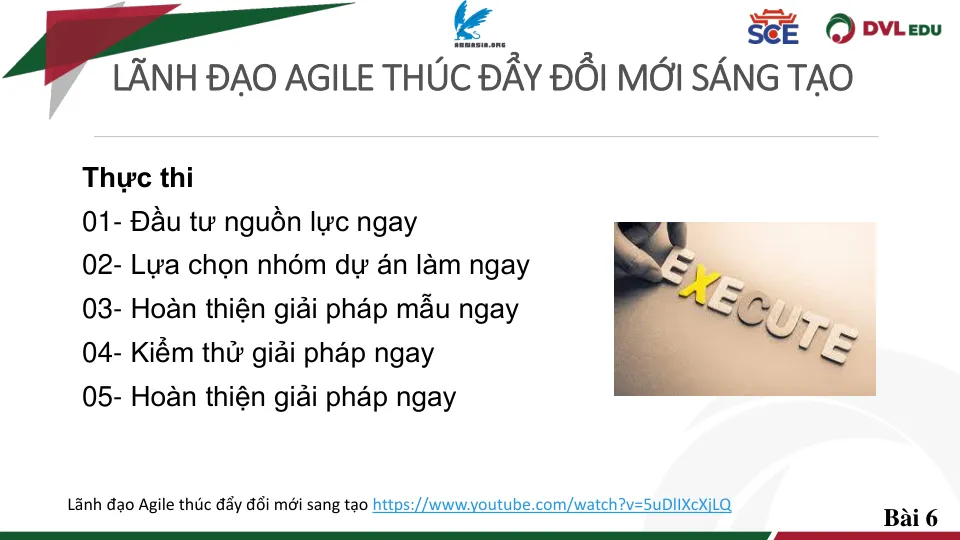 ARMASIA.ORG
SCE
DVL EDU
LÃNH ĐẠO AGILE THÚC ĐẨY ĐỔI MỚI SÁNG TẠO
Thực thi
01- Đầu tư nguồn lực ngay
02- Lựa chọn nhóm dự án làm ngay
03- Hoàn thiện giải pháp mẫu ngay
04- Kiểm thử giải pháp ngay
05- Hoàn thiện giải pháp ngay
EXECUTE
Lãnh đạo Agile thúc đẩy đổi mới sang tạo https://www.youtube.com/watch?v=5uDlIXcXjLQ
Bài 6